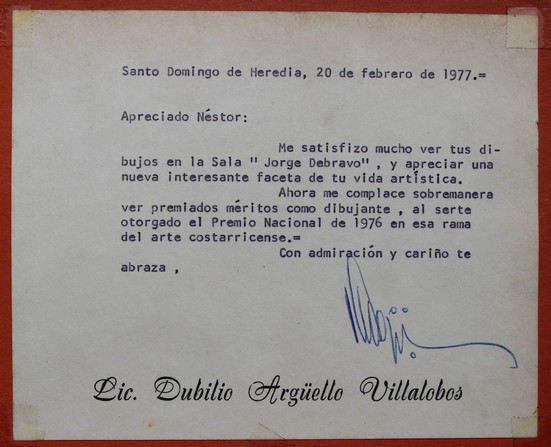 Santo Domingo de Heredia, 20 de febrero de 1977.=
Apreciado Néstor:
Me satisfizo mucho ver tus di-
bujos en la Sala " Jorge Debravo" , y apreciar una
nueva interesante faceta de tu vida artística.
Ahora me complace sobremanera
ver premiados méritos como dibujante , al serte
otorgado el Premio Nacional de 1976 en esa rama
del arte costarricense.=
Con admiración y cariño te
abraza ,
Lic. Dubilio Argüello Villalobos